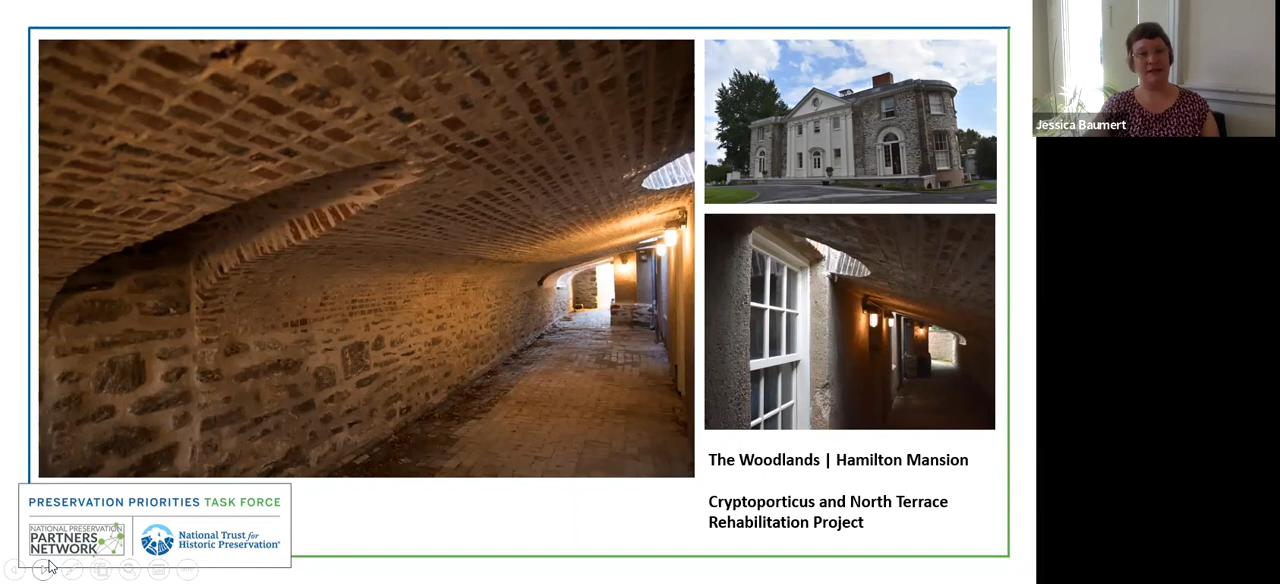 Jessica Baumert
The Woodlands | Hamilton Mansion
Cryptoporticus and North Terrace
Rehabilitation Project
PRESERVATION PRIORITIES TASK FORCE
NATIONAL PRESERVATION
PARTNERS
NETWORK
National Trust for
Historic Preservation®